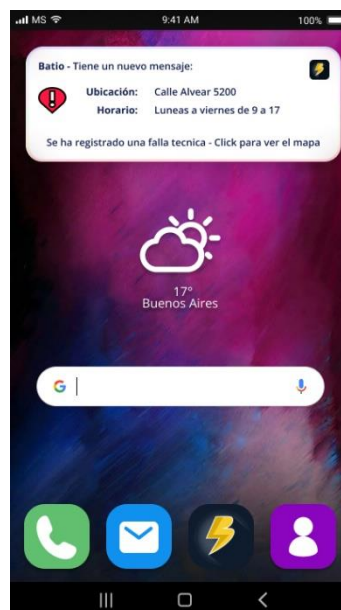 MS 9:41 AM 100%
Batio - Tiene un nuevo mensaje:
Ubicación: Calle Alvear 5200
Horario: Luneas a viernes de 9 a 17
Se ha registrado una falla tecnica - Click para ver el mapa
17°
Buenos Aires
G